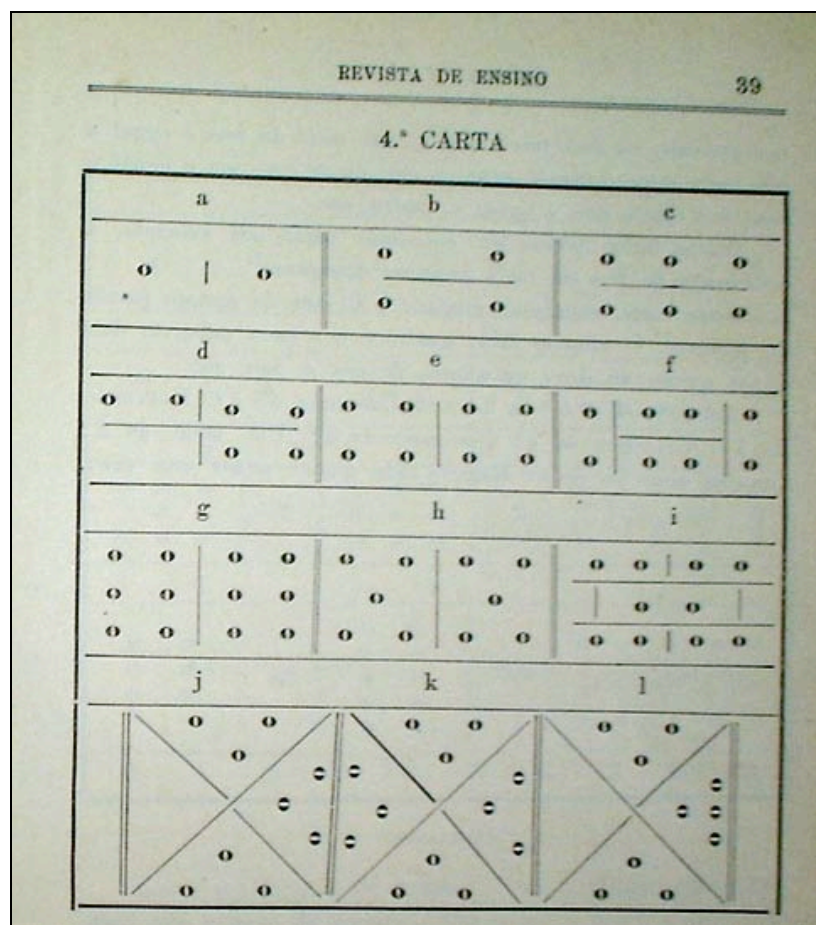 REVISTA DE ENSINO 39
4.ª CARTA
a b c
d e f
g h i
j k l